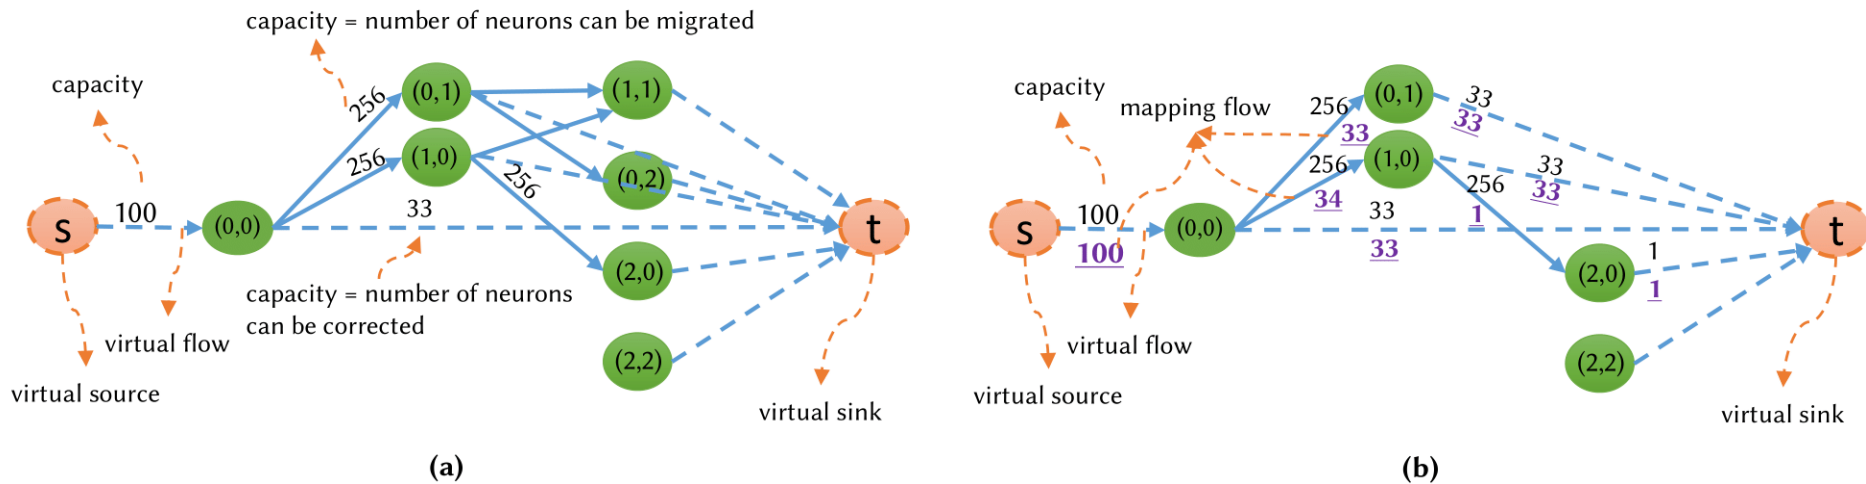 capacity = number of neurons can be migrated
capacity
256
(0,1)
(1,1)
256
(1,0)
256
(0,2)
s
100
(0,0)
33
t
capacity = number of neurons
can be corrected
(2,0)
virtual flow
(2,2)
virtual source
virtual sink
(a)
capacity
mapping flow
256
33
(0,1)
33
33
256
34
(1,0)
33
33
256
1
s
100
100
(0,0)
33
33
t
(2,0)
1
1
virtual flow
(2,2)
virtual source
virtual sink
(b)